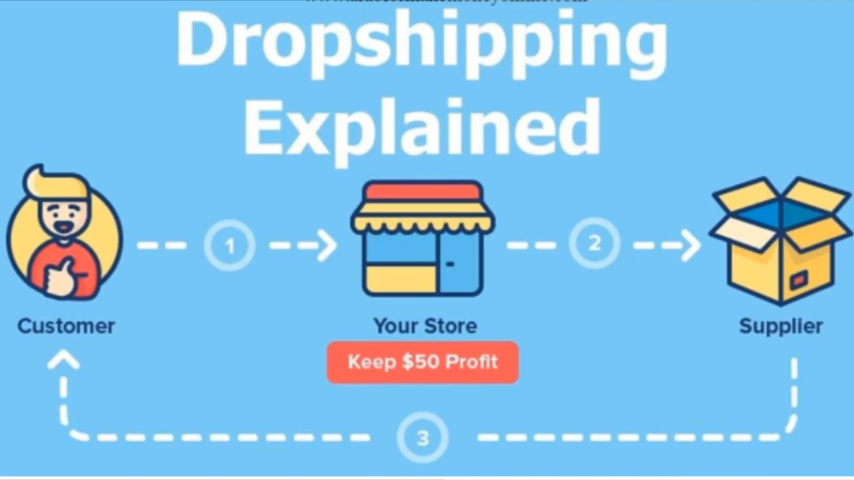 Dropshipping
Explained
1
2
Customer
Your Store
Supplier
Keep $50 Profit
3